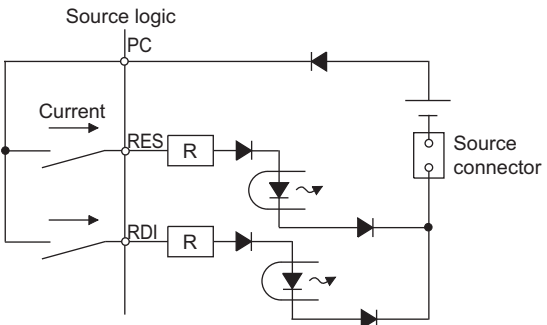 Source logic
PC
Current
RES
R
Source
connector
RDI
R